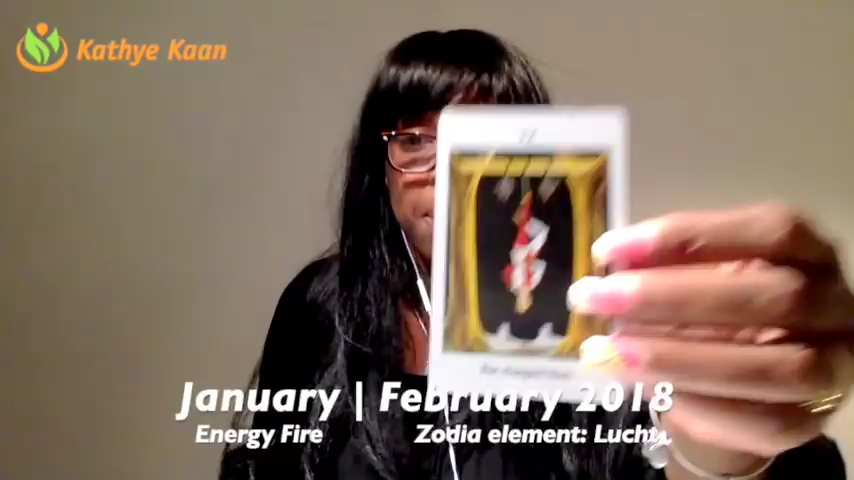 Kathye Kaan
January | February 2018
Energy Fire Zodia element: Lucht